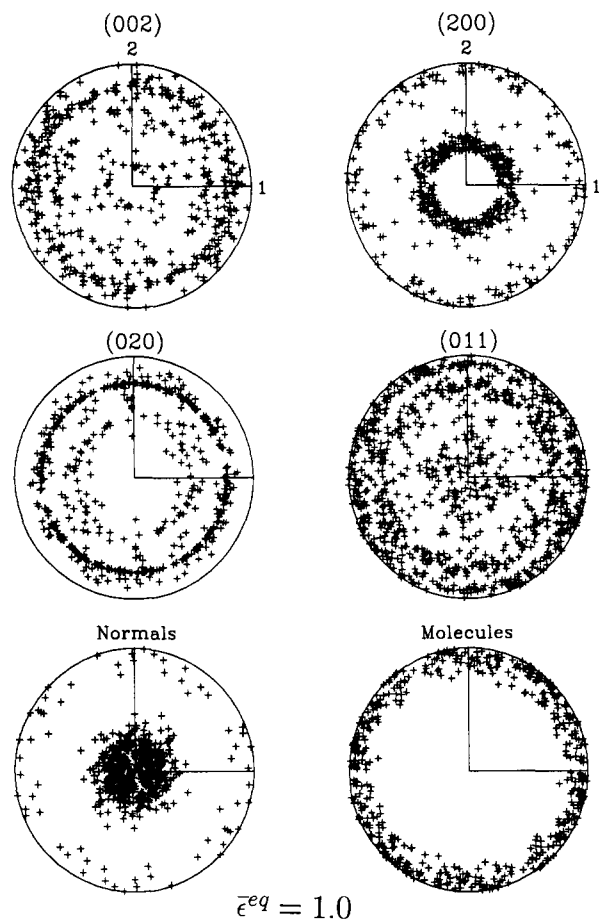 (002)
2
1
(200)
2
1
(020)
(011)
Normals
Molecules
ε̄^{eq} = 1.0